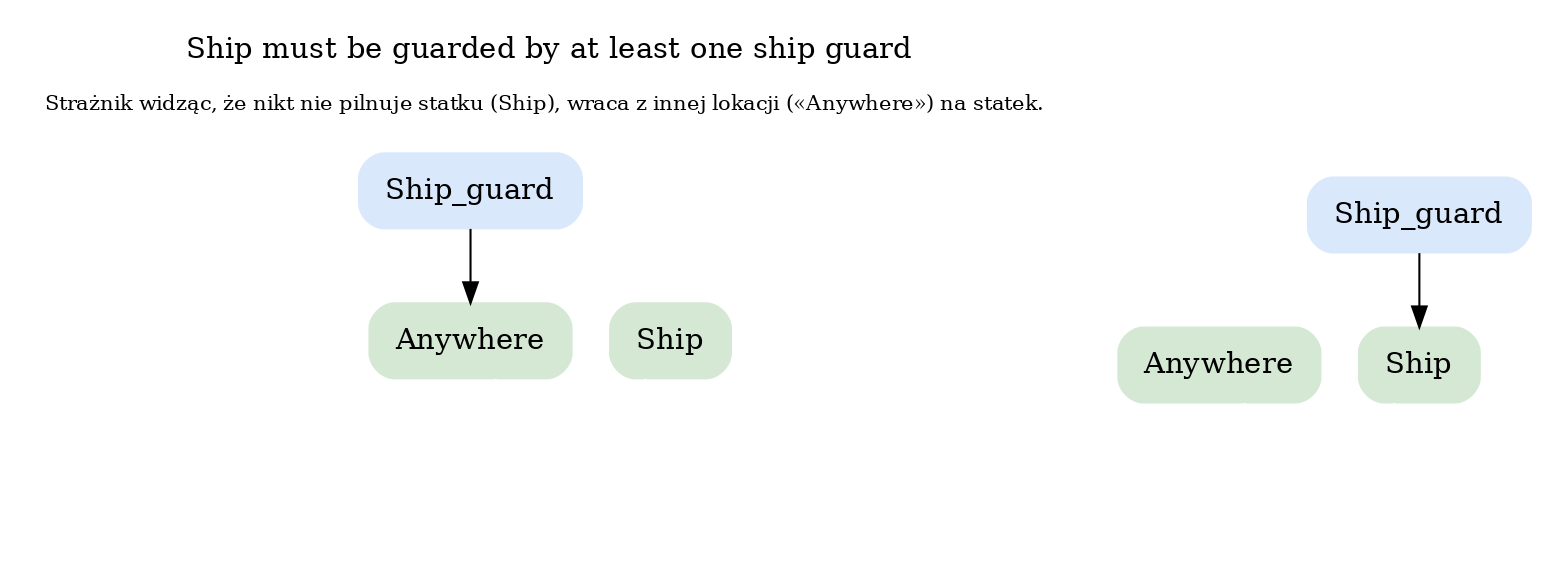 Ship must be guarded by at least one ship guard
Strażnik widząc, że nikt nie pilnuje statku (Ship), wraca z innej lokacji («Anywhere») na statek.
Ship_guard
Anywhere
Ship
Ship_guard
Anywhere
Ship